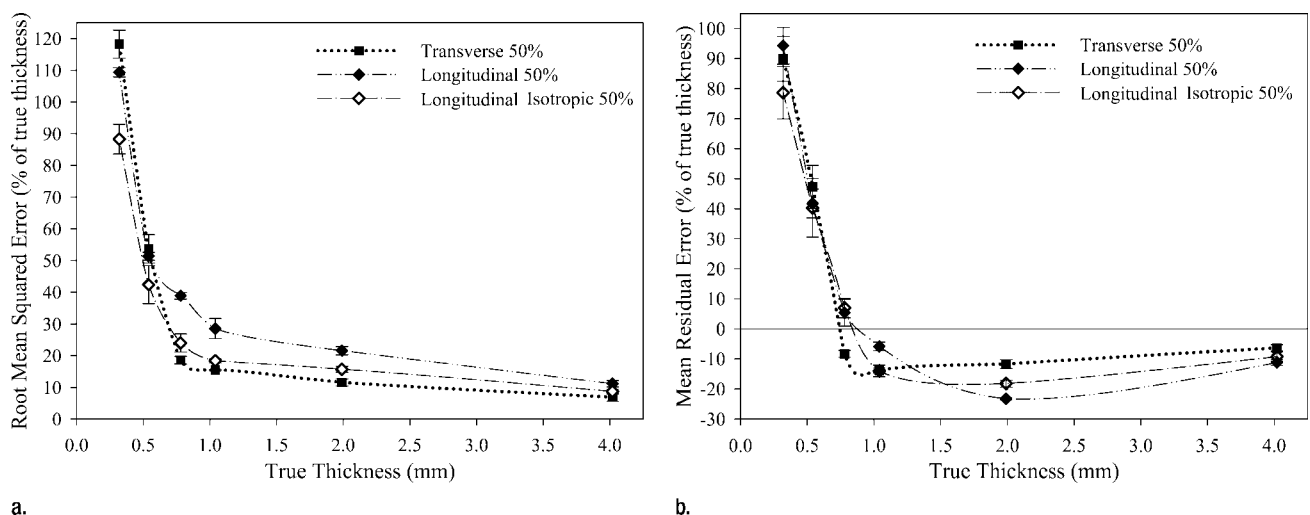 Root Mean Squared Error (% of true thickness)
120
110
100
90
80
70
60
50
40
30
20
10
0
Transverse 50%
Longitudinal 50%
Longitudinal Isotropic 50%
0.0 0.5 1.0 1.5 2.0 2.5 3.0 3.5 4.0
True Thickness (mm)
a.
Mean Residual Error (% of true thickness)
100
90
80
70
60
50
40
30
20
10
0
-10
-20
-30
Transverse 50%
Longitudinal 50%
Longitudinal Isotropic 50%
0.0 0.5 1.0 1.5 2.0 2.5 3.0 3.5 4.0
True Thickness (mm)
b.